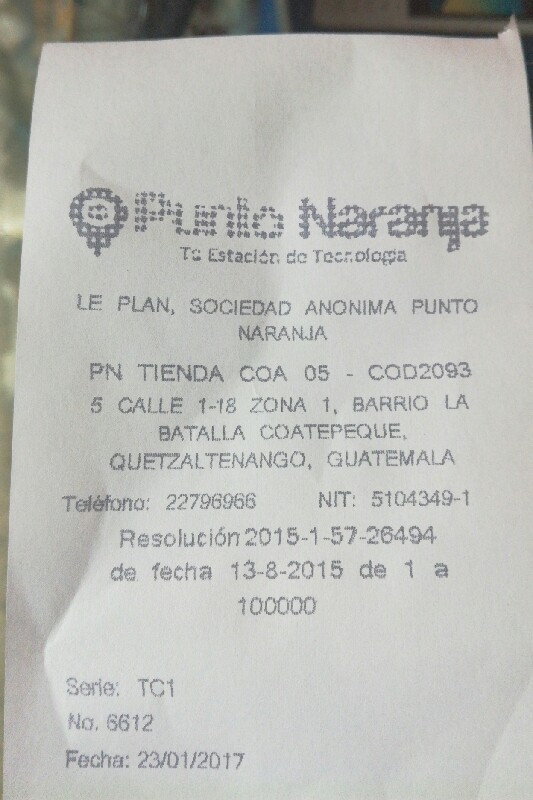 Punto Naranja
Tu Estación de Tecnología
LE PLAN, SOCIEDAD ANONIMA PUNTO
NARANJA
PN TIENDA COA 05 - COD2093
5 CALLE 1-18 ZONA 1, BARRIO LA
BATALLA COATEPEQUE,
QUETZALTENANGO, GUATEMALA
Teléfono: 22796966 NIT: 5104349-1
Resolución 2015-1-57-26494
de fecha 13-8-2015 de 1 a
100000
Serie: TC1
No. 6612
Fecha: 23/01/2017